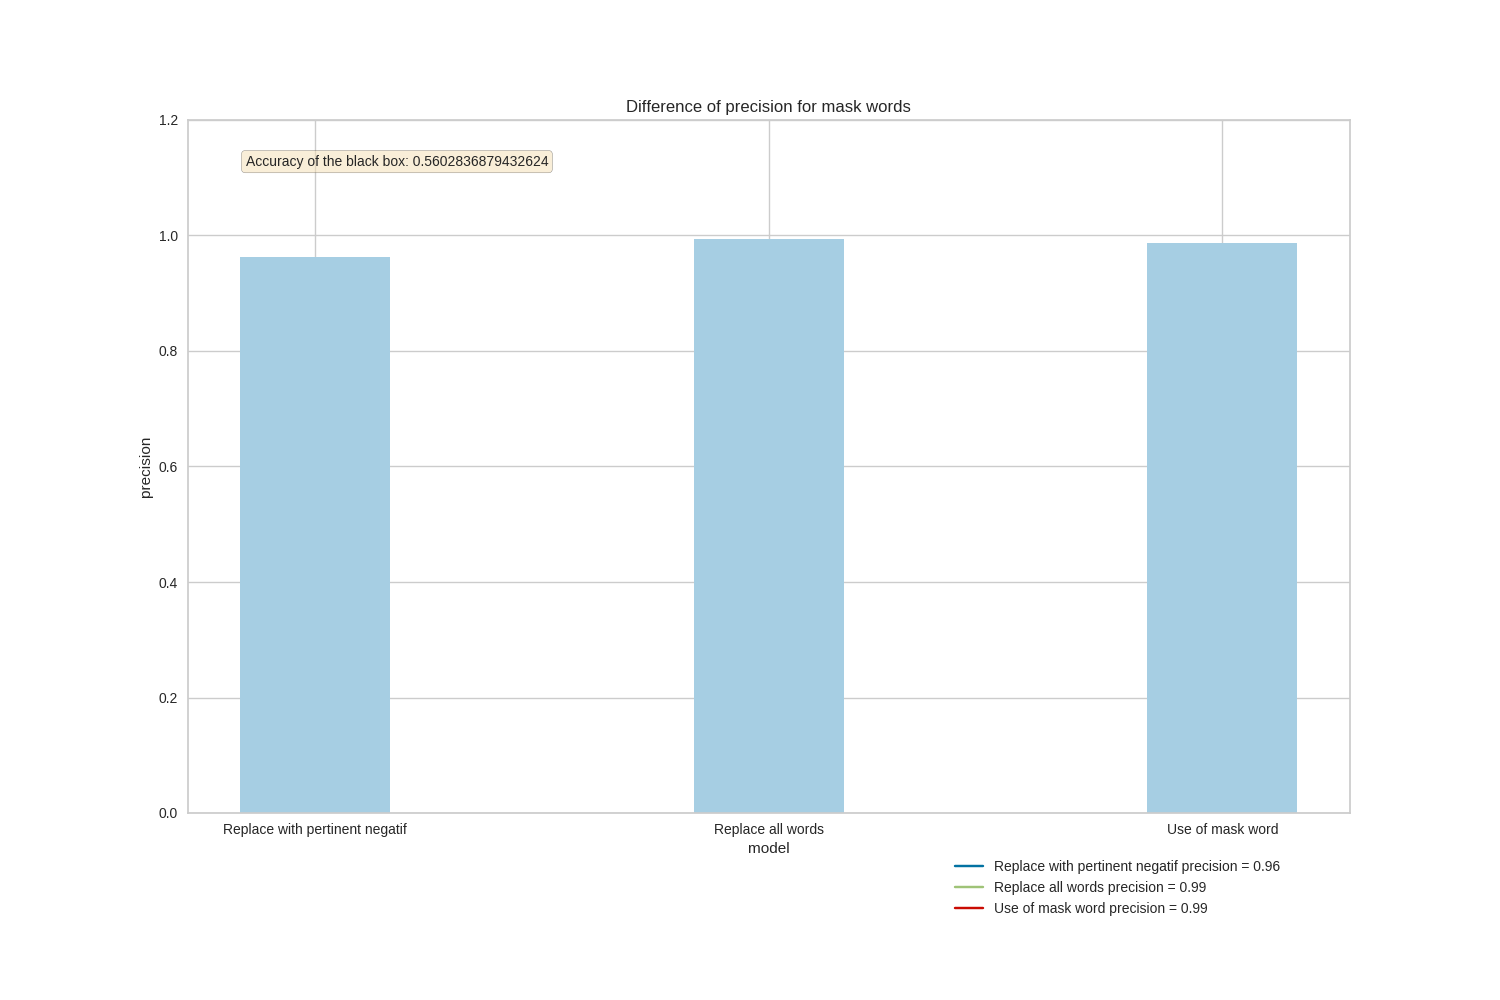 Difference of precision for mask words
1.2
Accuracy of the black box: 0.5602836879432624
1.0
0.8
0.6
precision
0.4
0.2
0.0
Replace with pertinent negatif
Replace all words
Use of mask word
model
Replace with pertinent negatif precision = 0.96
Replace all words precision = 0.99
Use of mask word precision = 0.99